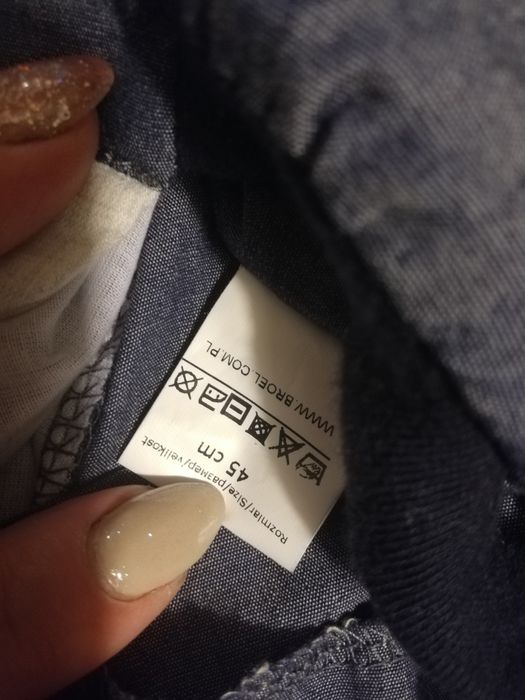 Rozmiar/Size/размер/velikost
45 cm
WWW.BROEL.COM.PL